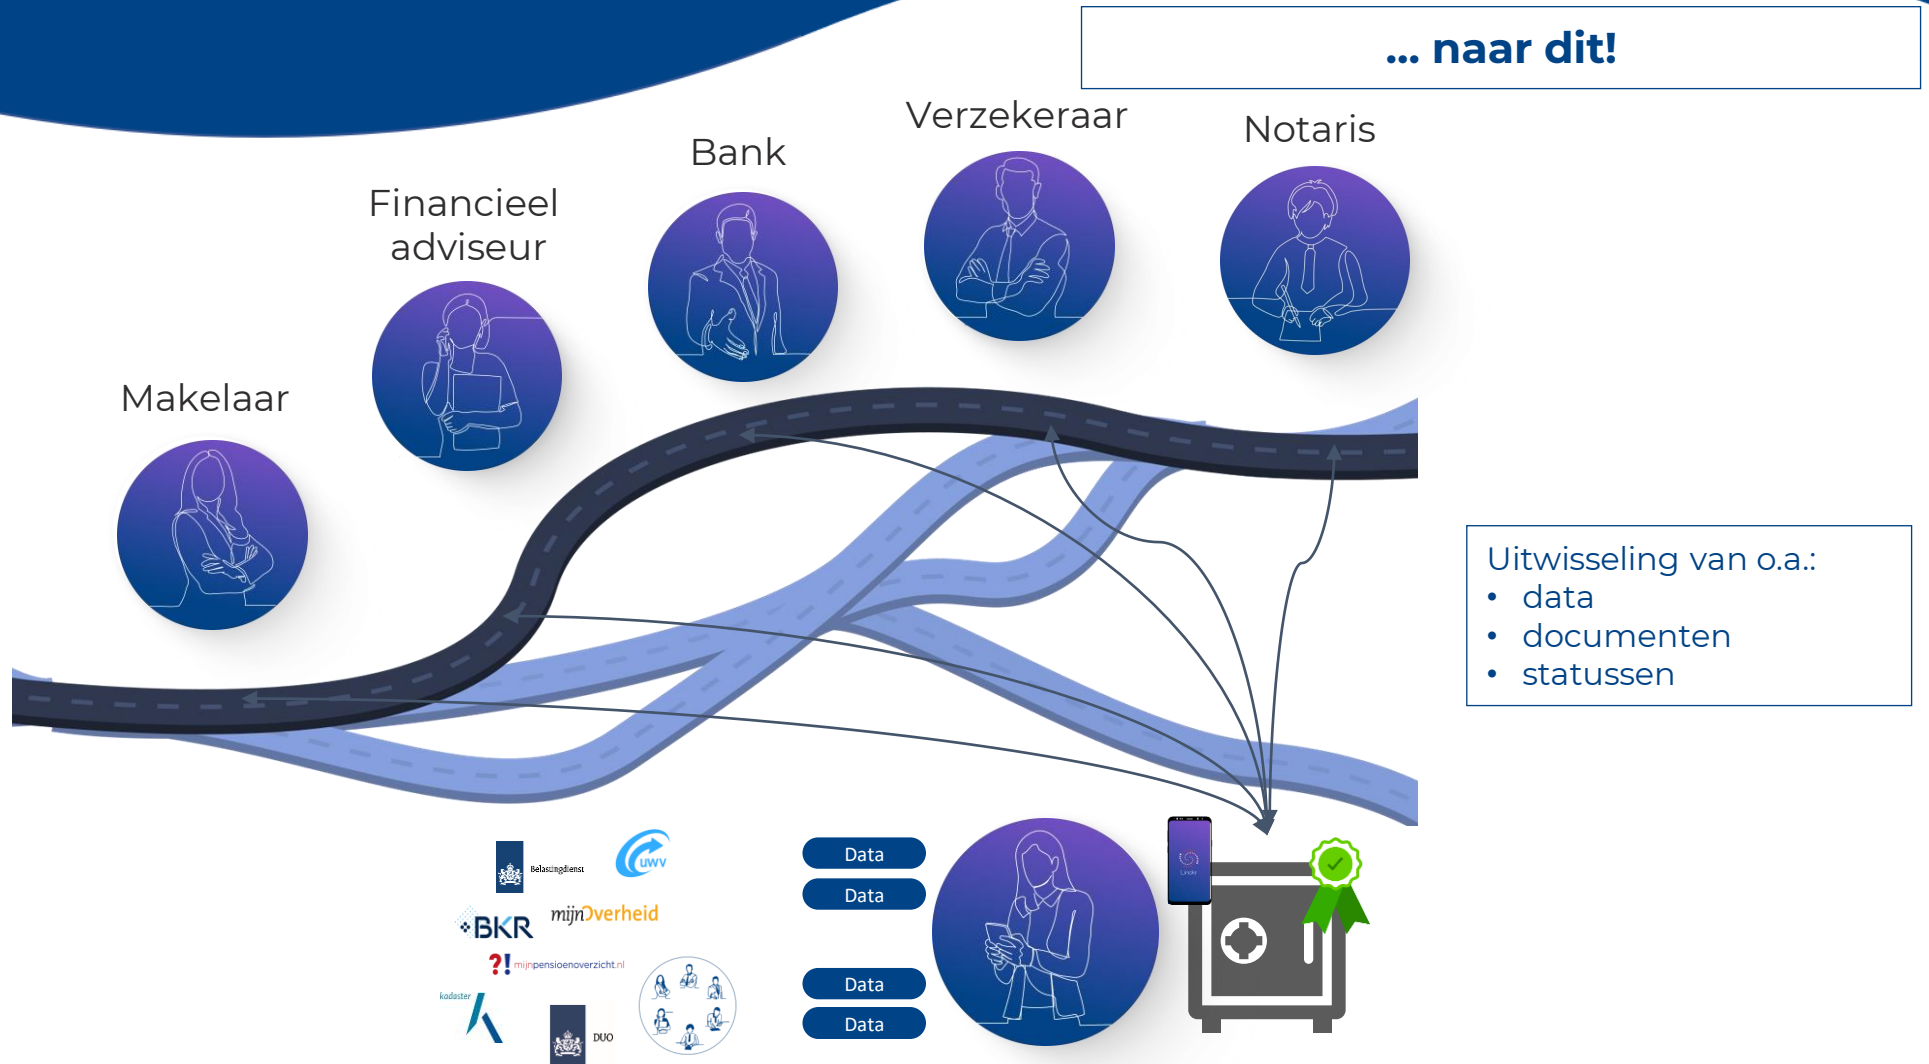 ... naar dit!
Verzekeraar
Notaris
Bank
Financieel
adviseur
Makelaar
Uitwisseling van o.a.:
• data
• documenten
• statussen
Belastingdienst
UWV
BKR
mijnOverheid
?! mijnpensioenoverzicht.nl
kadaster
DUO
Data
Data
Data
Data